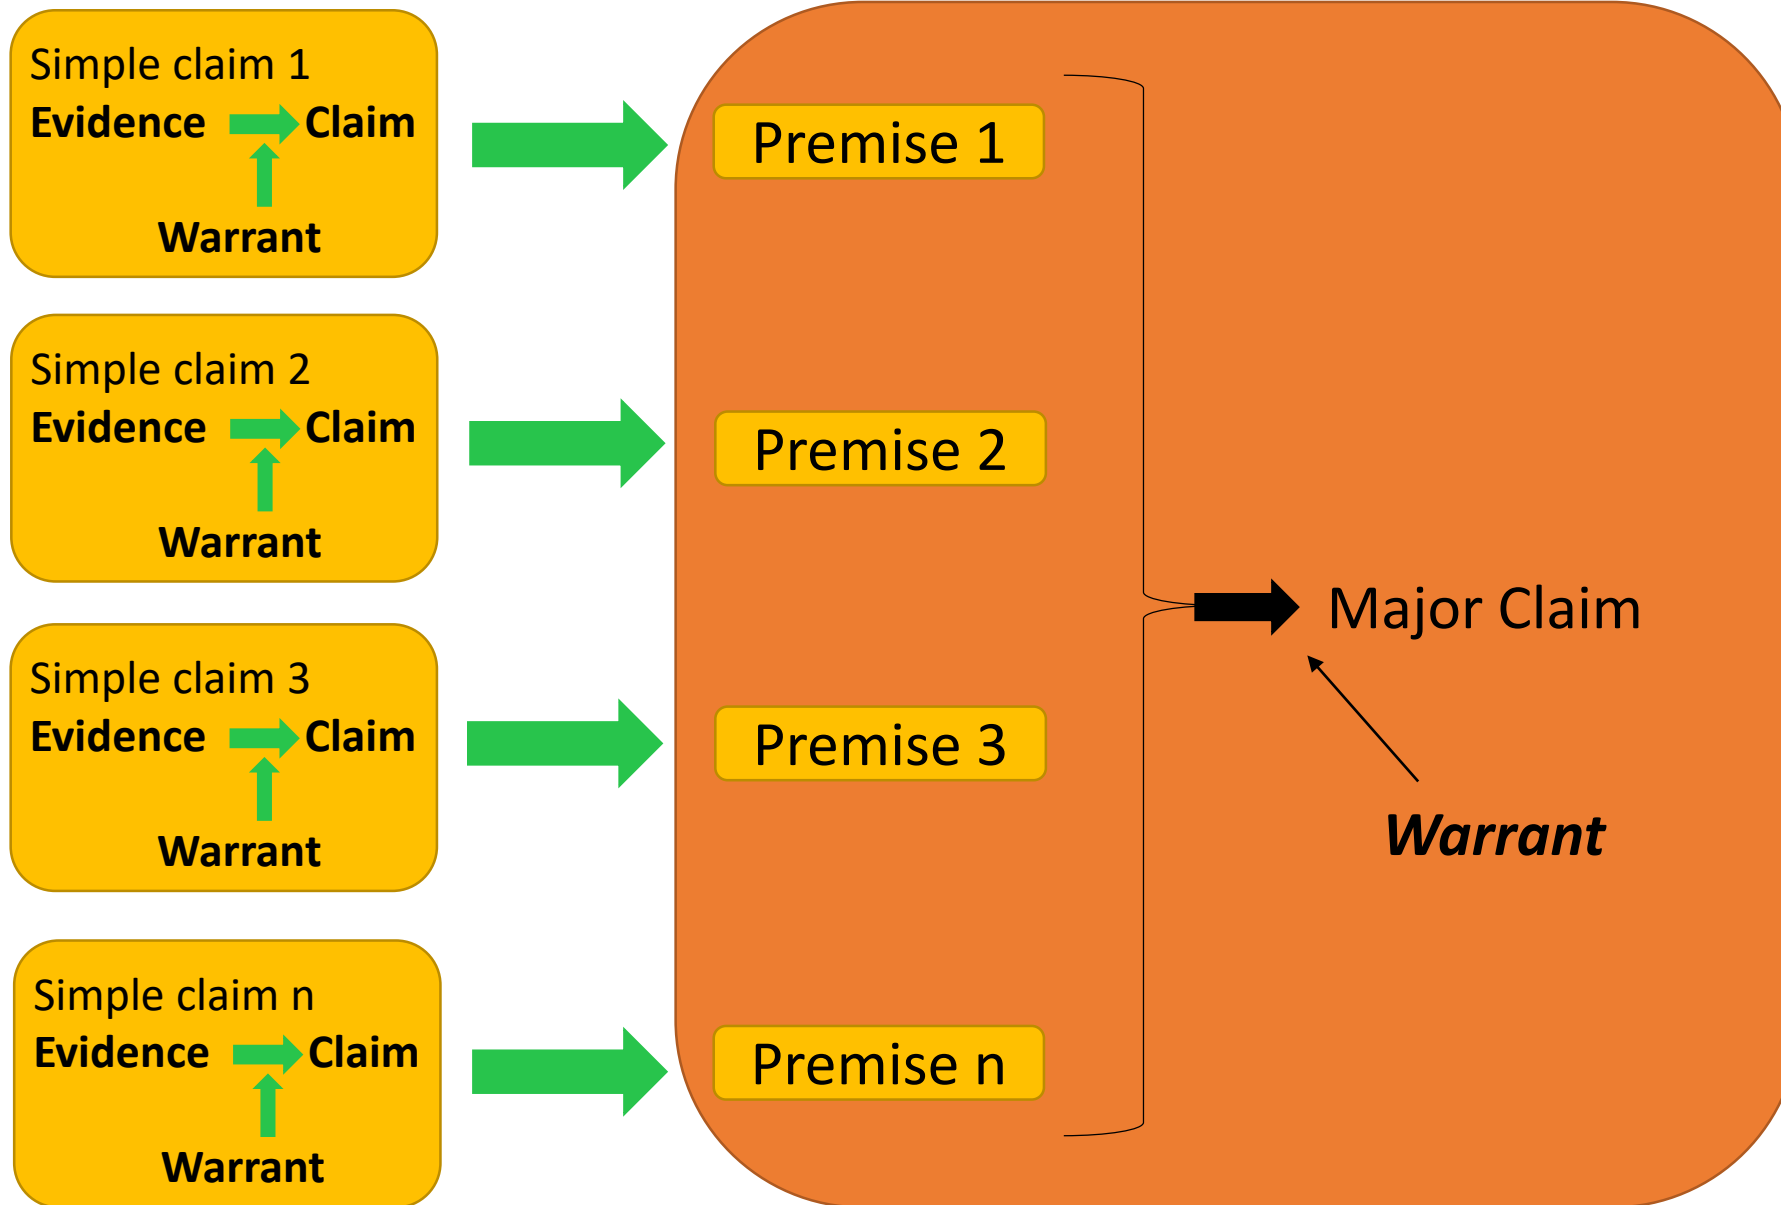 Simple claim 1
Evidence Claim
Warrant
Premise 1
Simple claim 2
Evidence Claim
Warrant
Premise 2
Simple claim 3
Evidence Claim
Warrant
Premise 3
Simple claim n
Evidence Claim
Warrant
Premise n
Major Claim
Warrant